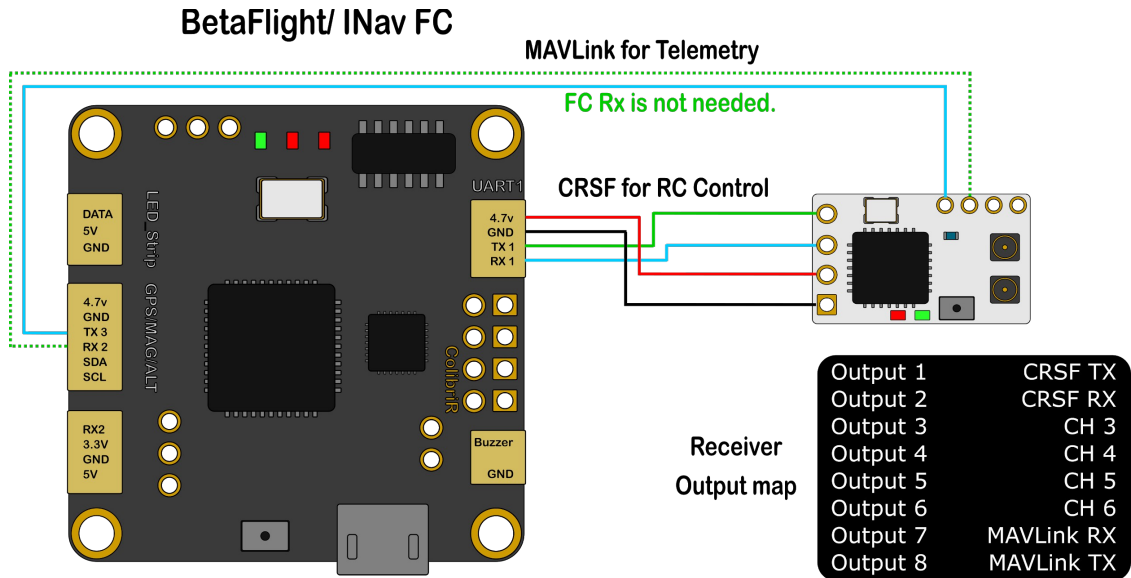 BetaFlight/ INav FC
MAVLink for Telemetry
FC Rx is not needed.
CRSF for RC Control
UART1
4.7v
GND
TX 1
RX 1
LED_Strip
DATA
5V
GND
GPS/MAG/ALT
4.7v
GND
TX 3
RX 2
SDA
SCL
RX2
3.3V
GND
5V
ColibriR
Buzzer
GND
Receiver
Output map
Output 1 CRSF TX
Output 2 CRSF RX
Output 3 CH 3
Output 4 CH 4
Output 5 CH 5
Output 6 CH 6
Output 7 MAVLink RX
Output 8 MAVLink TX